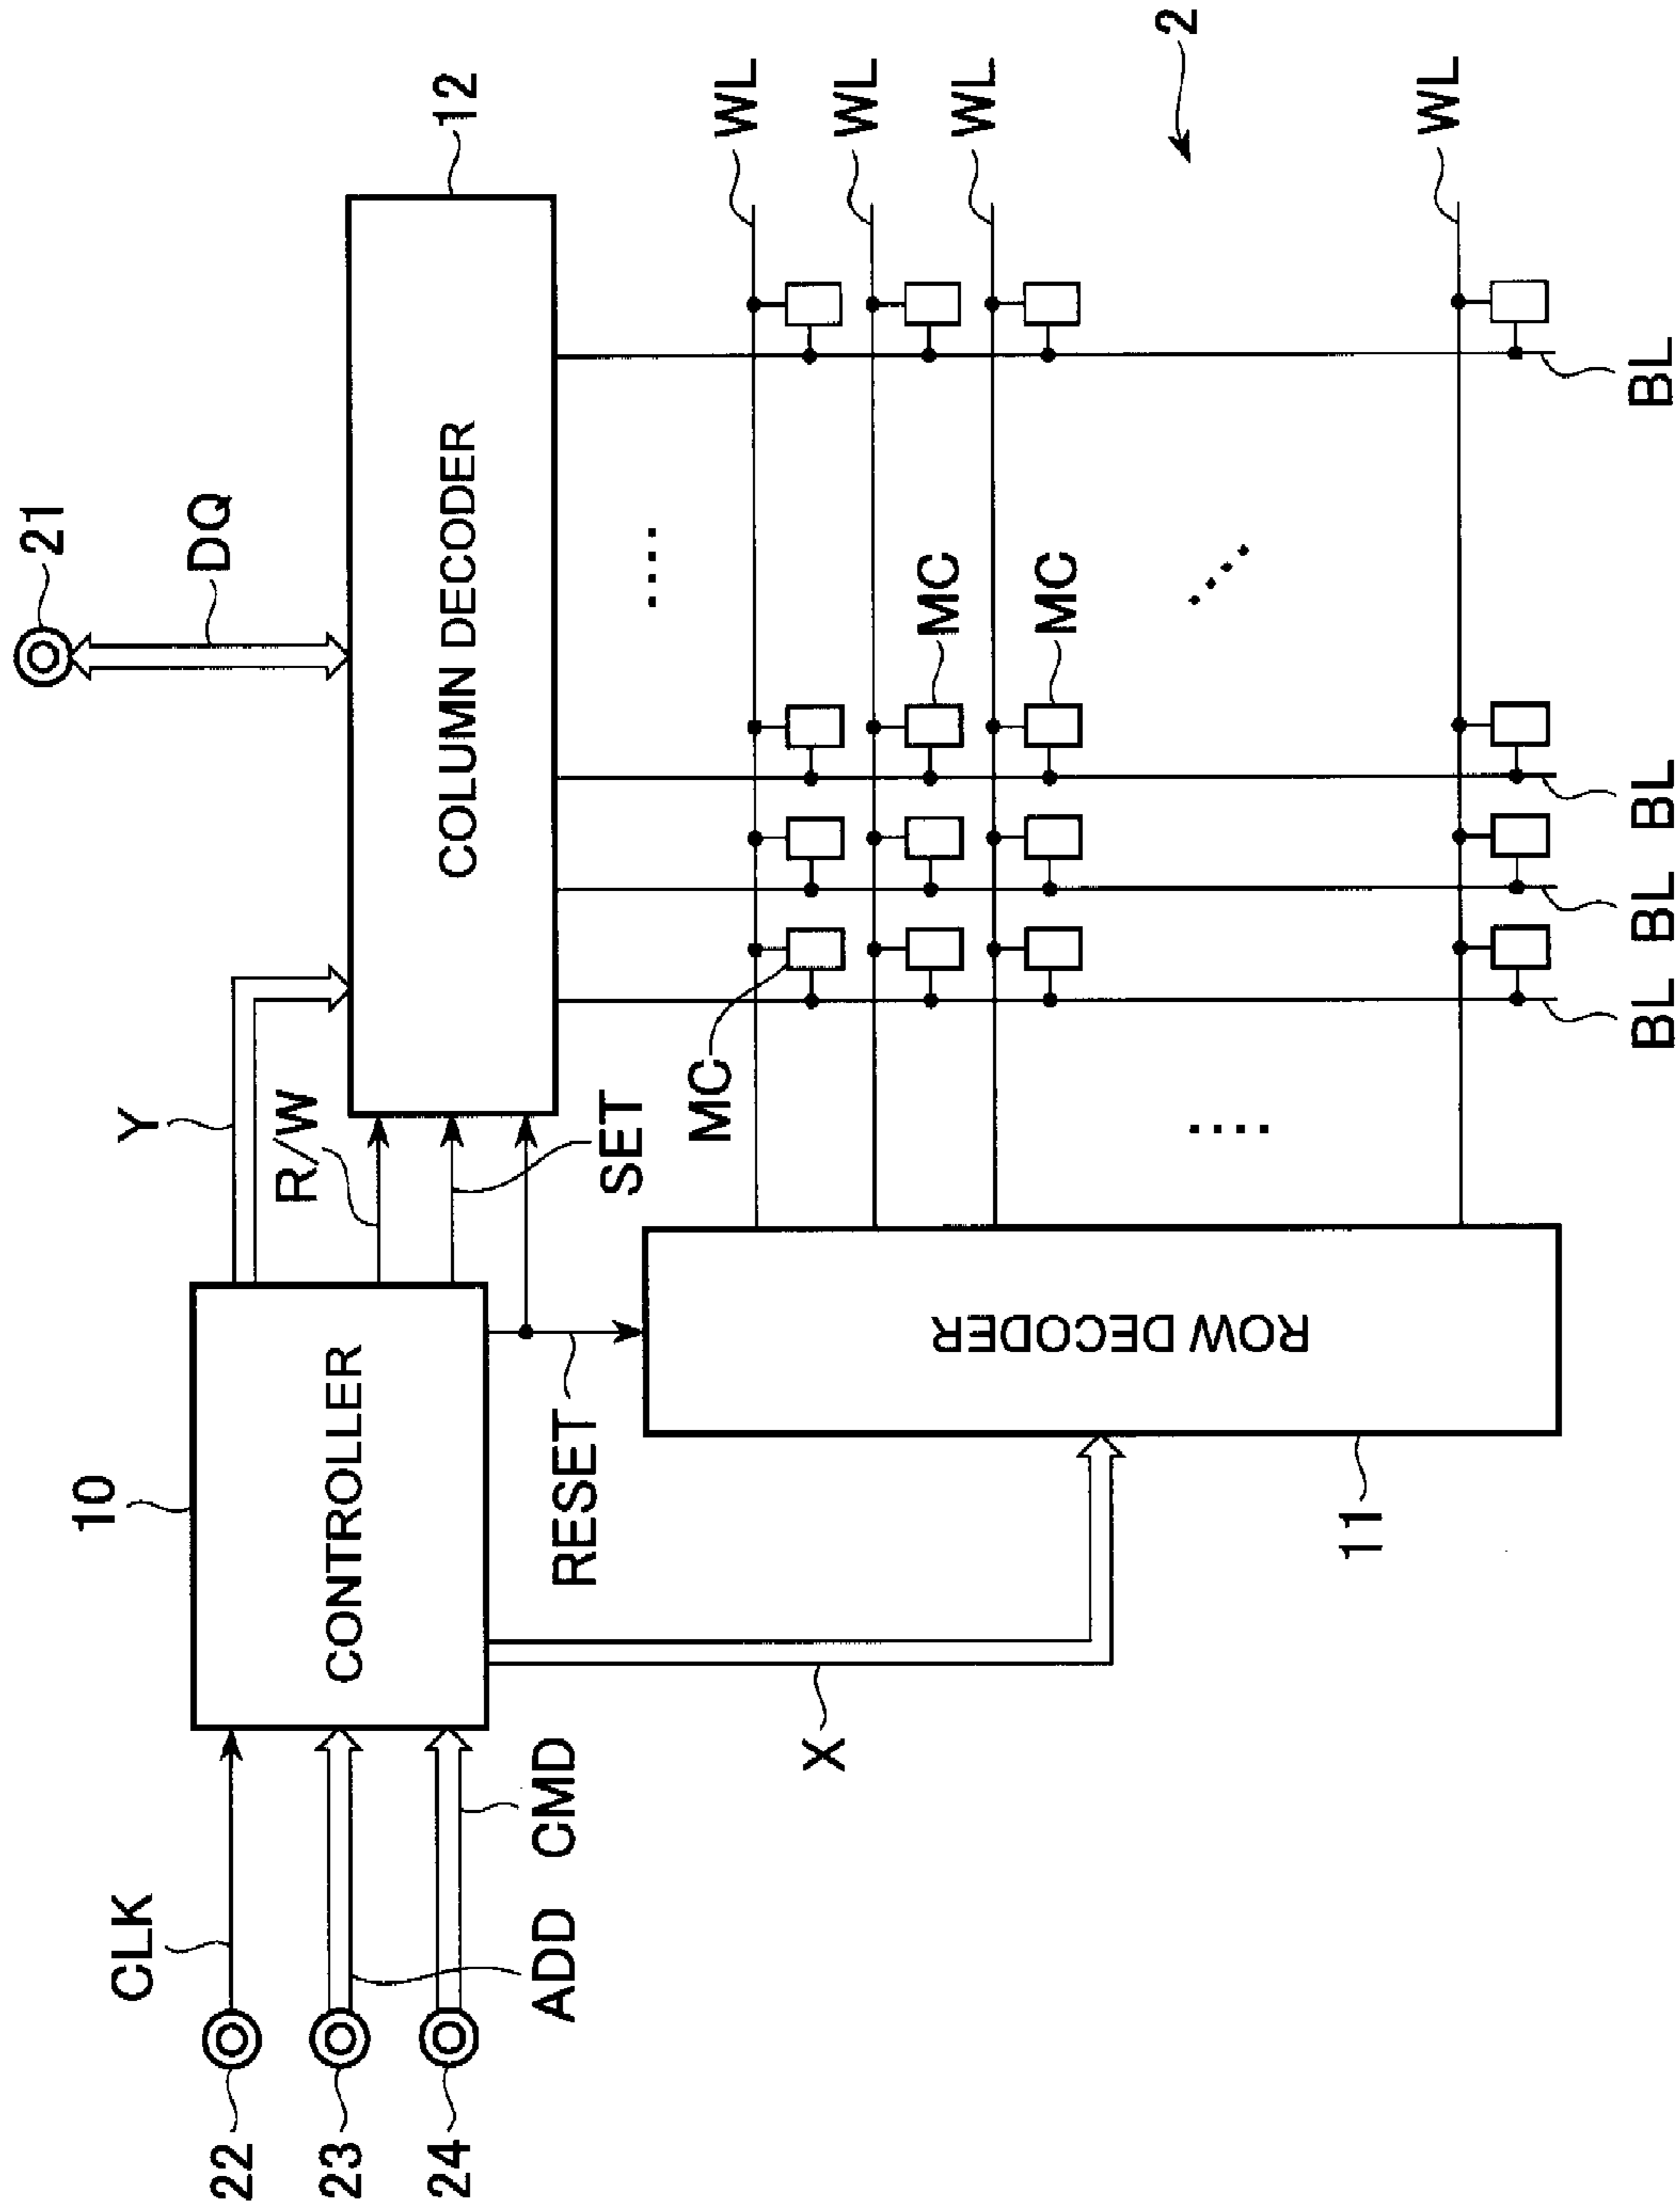 21
DQ
12
COLUMN DECODER
Y
R/W
SET
10
CONTROLLER
CLK
22
23
24
ADD
CMD
RESET
X
ROW DECODER
11
MC
MC
MC
WL
WL
WL
WL
2
BL
BL
BL
BL